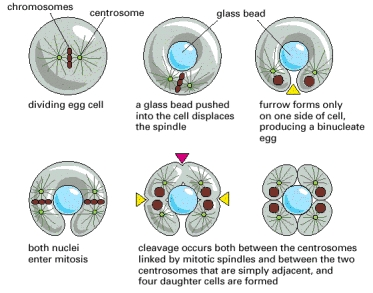 chromosomes
centrosome
glass bead
dividing egg cell
a glass bead pushed
into the cell displaces
the spindle
furrow forms only
on one side of cell,
producing a binucleate
egg
both nuclei
enter mitosis
cleavage occurs both between the centrosomes
linked by mitotic spindles and between the two
centrosomes that are simply adjacent, and
four daughter cells are formed